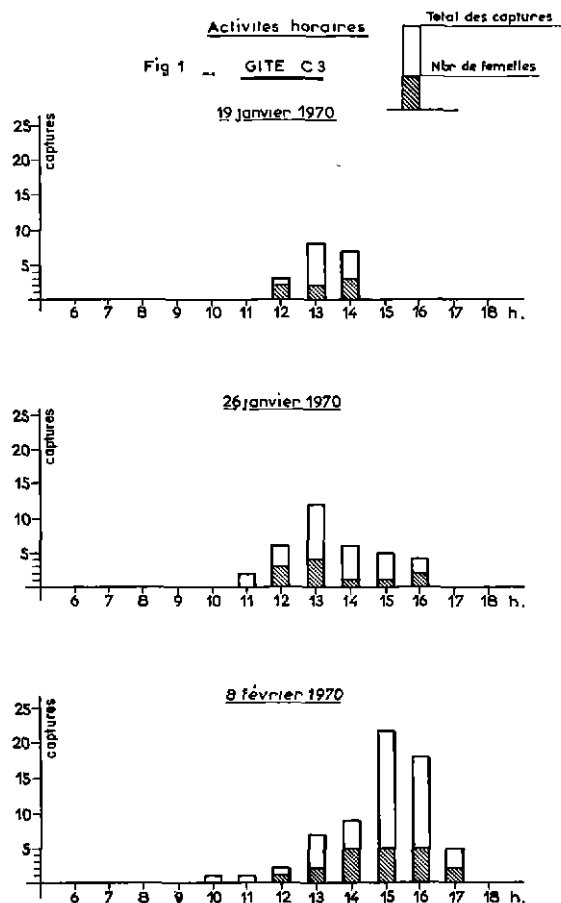 Activites horaires
Total des captures
Fig 1 _ GITE C3
Nbr de femelles
19 janvier 1970
captures
25
20
15
10
5
6 7 8 9 10 11 12 13 14 15 16 17 18 h.
26 janvier 1970
captures
25
20
15
10
5
6 7 8 9 10 11 12 13 14 15 16 17 18 h.
8 février 1970
captures
25
20
15
10
5
6 7 8 9 10 11 12 13 14 15 16 17 18 h.